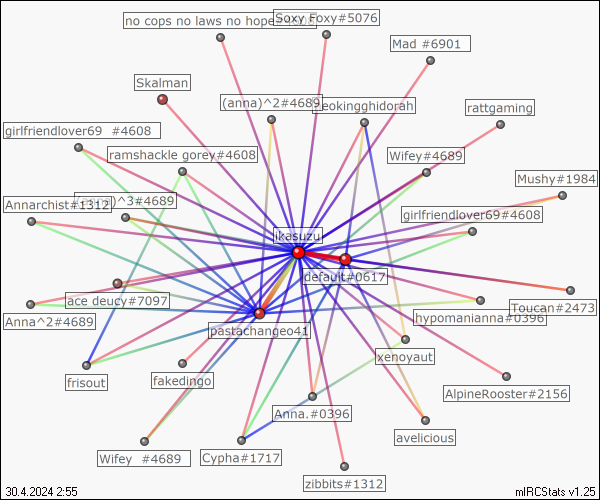 no cops no laws no hope
Soxy Foxy#5076
Mad #6901
Skalman
(anna)^2#4689
eokingghidorah
rattgaming
girlfriendlover69 #4608
ramshackle gorey#4608
Wifey#4689
Mushy#1984
Annarchist#1312
)^3#4689
girlfriendlover69#4608
ikasuzu
default#0617
ace deucy#7097
Toucan#2473
Anna^2#4689
hypomanianna#0396
pastachangeo41
xenoyaut
frisout
fakedingo
AlpineRooster#2156
Anna.#0396
avelicious
Wifey #4689
Cypha#1717
zibbits#1312
30.4.2024 2:55
mIRCStats v1.25